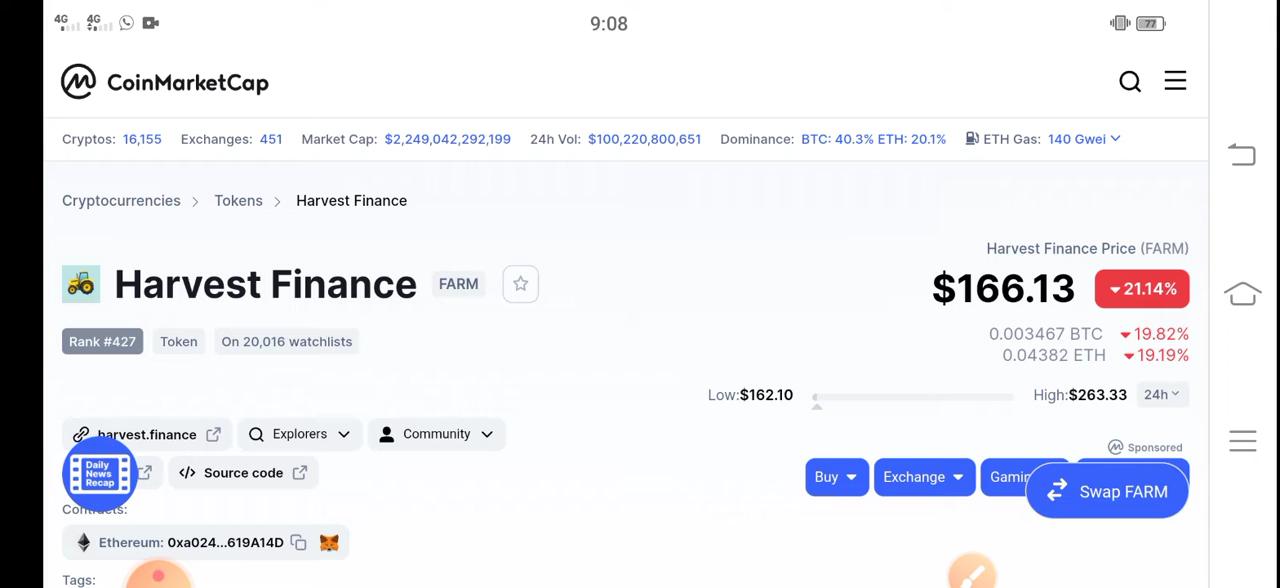 4G 4G 9:08 77
CoinMarketCap
Cryptos: 16,155 Exchanges: 451 Market Cap: $2,249,042,292,199 24h Vol: $100,220,800,651 Dominance: BTC: 40.3% ETH: 20.1% ETH Gas: 140 Gwei
Cryptocurrencies > Tokens > Harvest Finance
Harvest Finance Price (FARM)
Harvest Finance FARM $166.13 21.14%
0.003467 BTC 19.82%
Rank #427 Token On 20,016 watchlists
0.04382 ETH 19.19%
Low:$162.10 High:$263.33 24h
harvest.finance Explorers Community
Sponsored
Daily News Recap
Source code
Buy Exchange Gamin Swap FARM
Contracts:
Ethereum: 0xa024...619A14D
Tags: